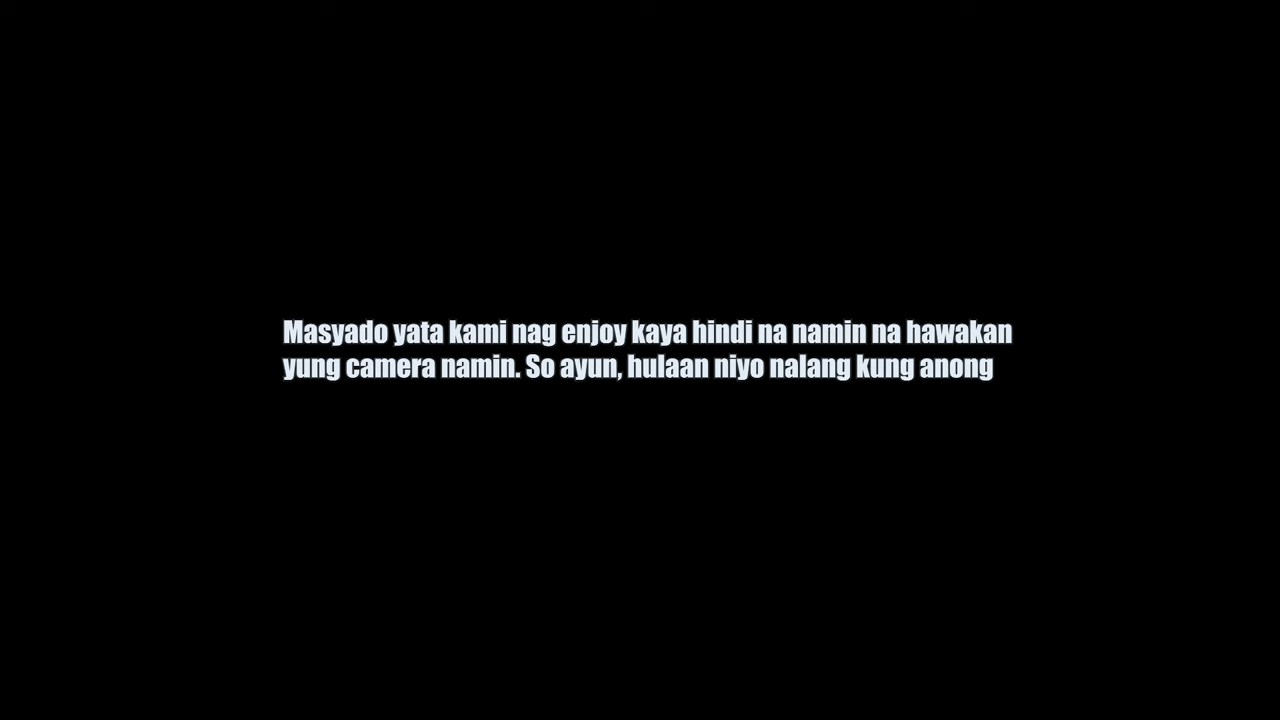 Masyado yata kami nag enjoy kaya hindi na namin na hawakan
yung camera namin. So ayun, hulaan niyo nalang kung anong